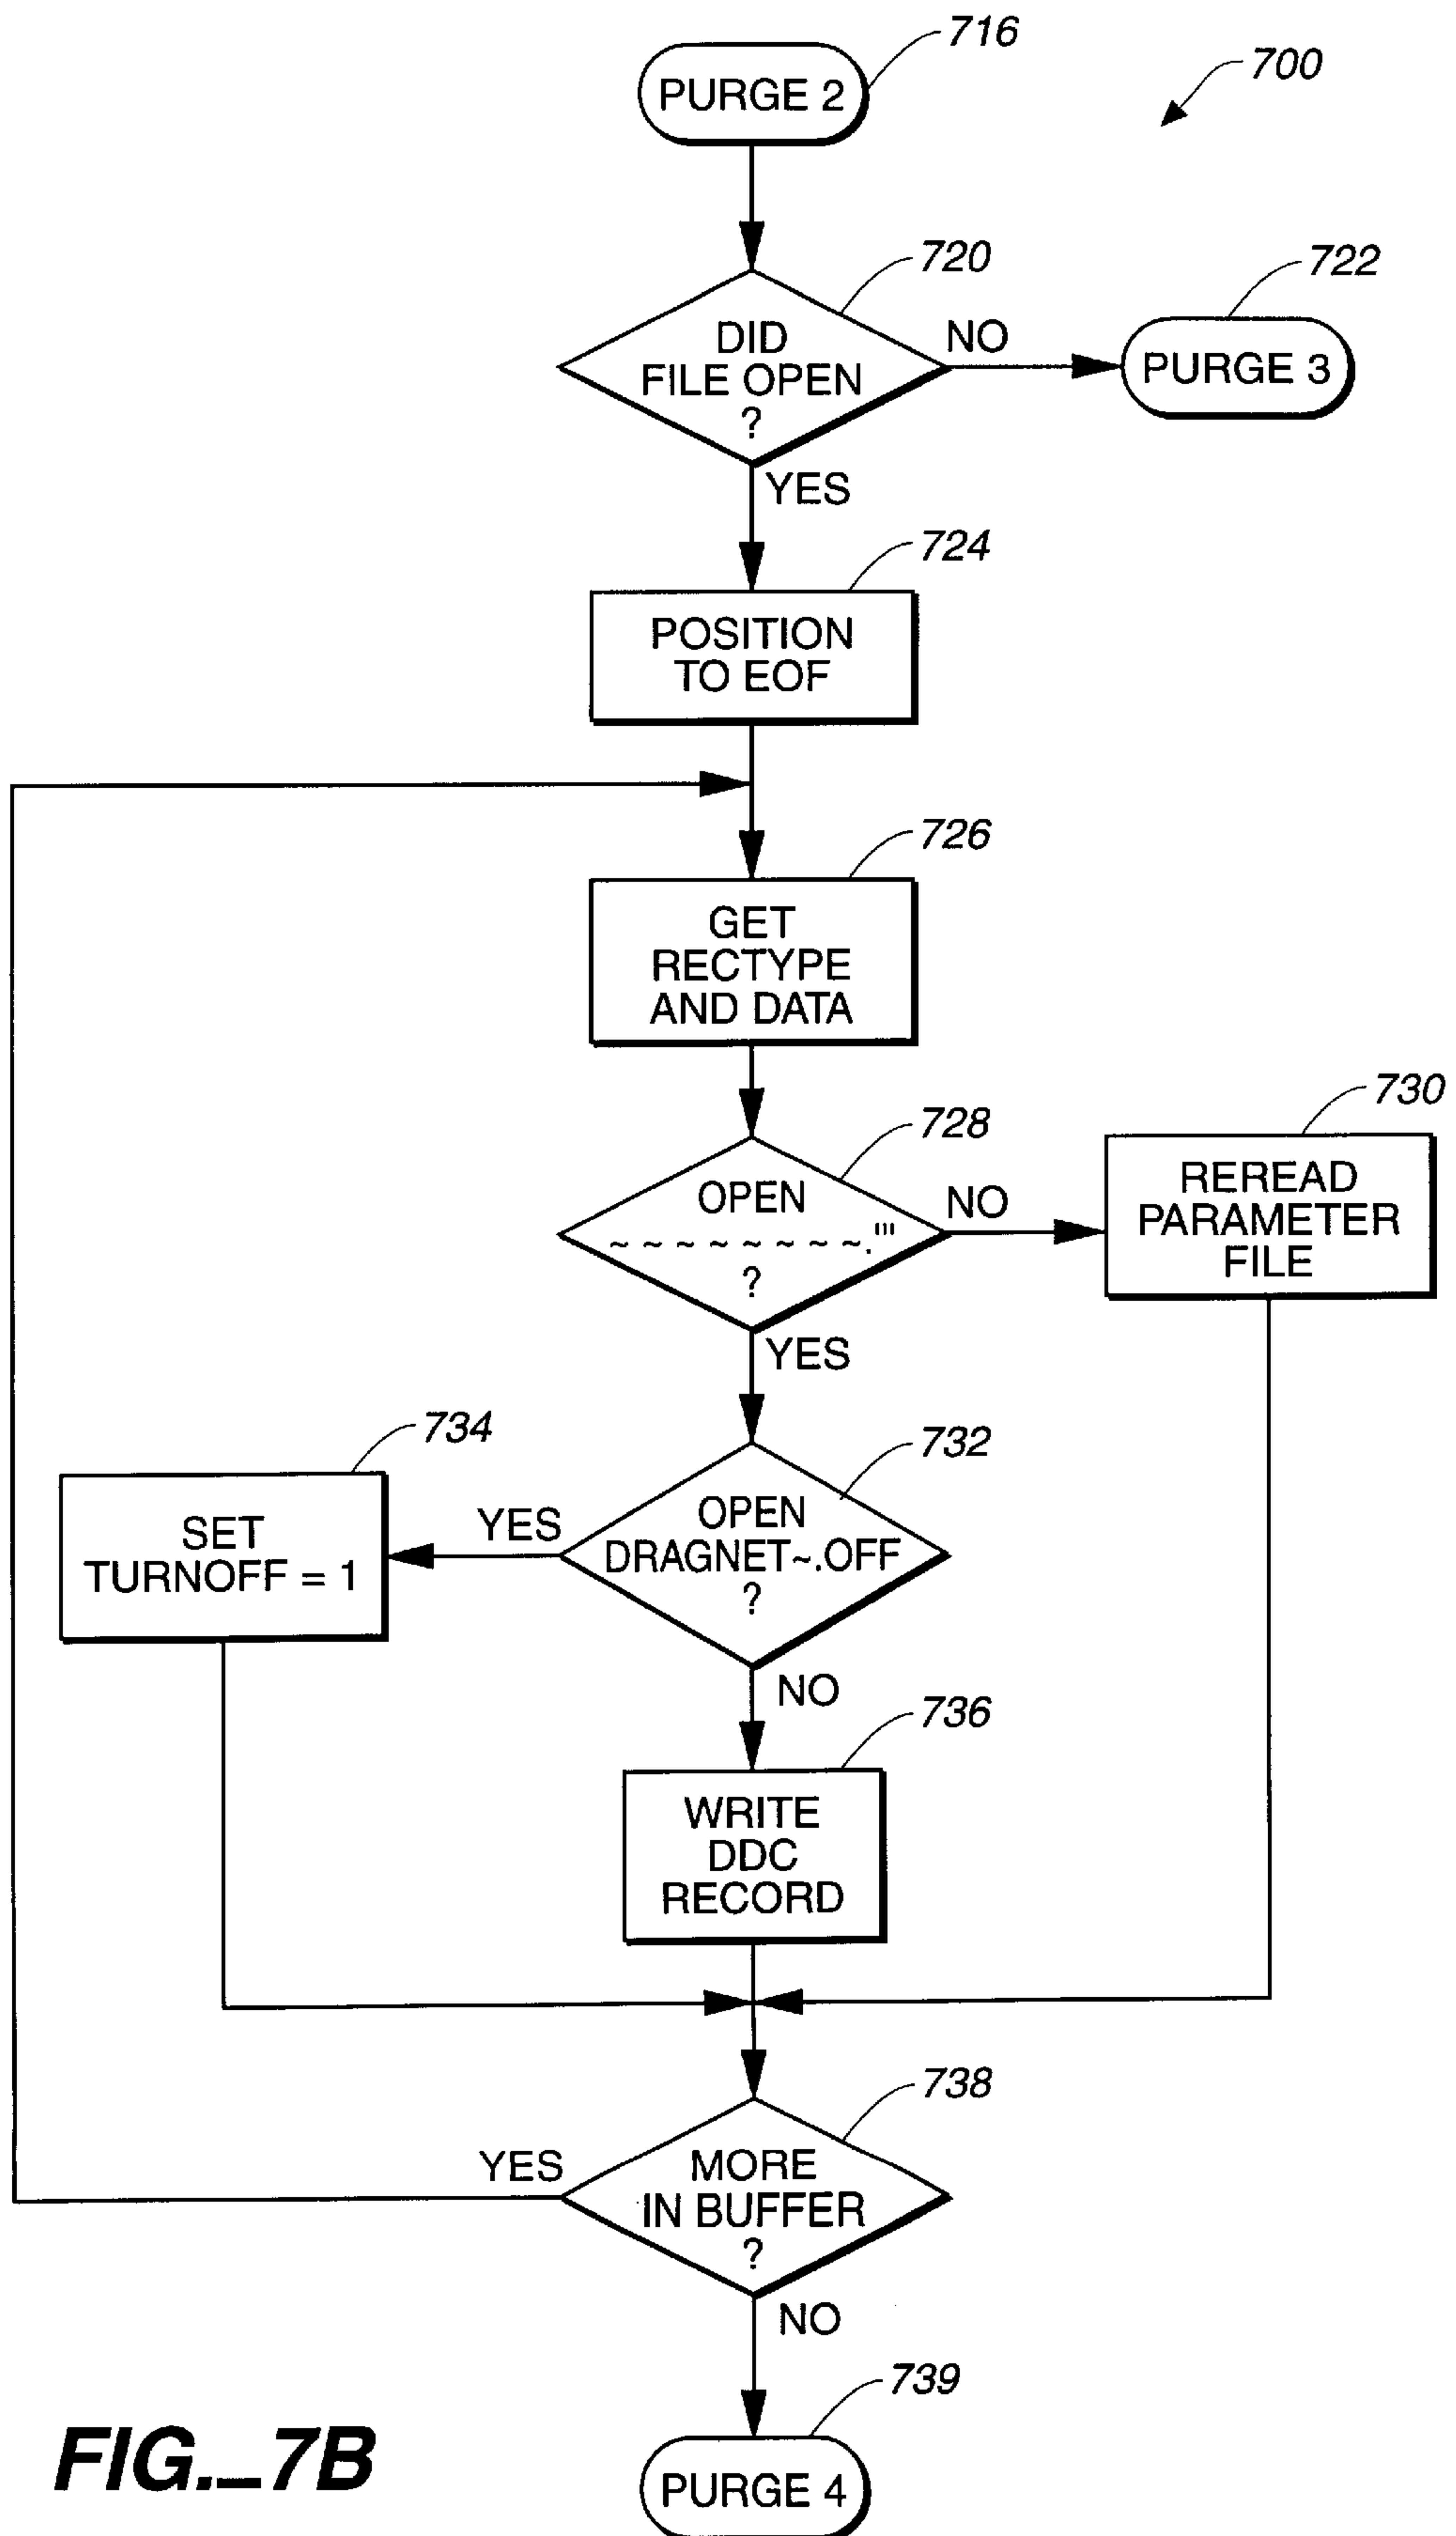 716
700
PURGE 2
720
722
DID
FILE OPEN
?
NO
PURGE 3
YES
724
POSITION
TO EOF
726
GET
RECTYPE
AND DATA
728
730
OPEN
~ ~ ~ ~ ~ ~ ~ ~.'''
?
NO
REREAD
PARAMETER
FILE
YES
734
732
SET
TURNOFF = 1
YES
OPEN
DRAGNET~.OFF
?
NO
736
WRITE
DDC
RECORD
738
YES
MORE
IN BUFFER
?
NO
739
PURGE 4
FIG._7B